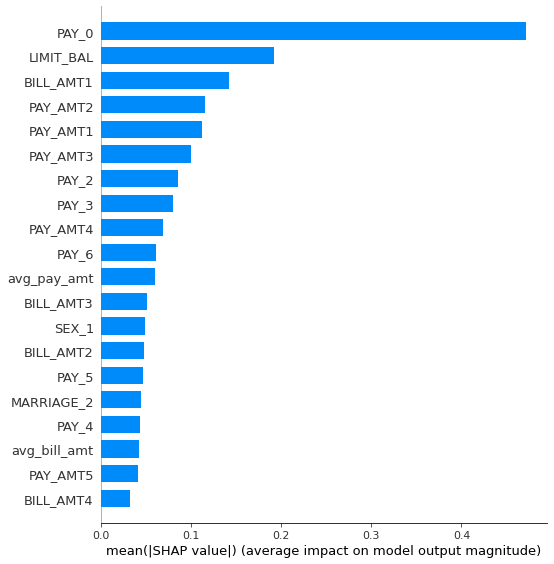 PAY_0
LIMIT_BAL
BILL_AMT1
PAY_AMT2
PAY_AMT1
PAY_AMT3
PAY_2
PAY_3
PAY_AMT4
PAY_6
avg_pay_amt
BILL_AMT3
SEX_1
BILL_AMT2
PAY_5
MARRIAGE_2
PAY_4
avg_bill_amt
PAY_AMT5
BILL_AMT4
0.0 0.1 0.2 0.3 0.4
mean(|SHAP value|) (average impact on model output magnitude)